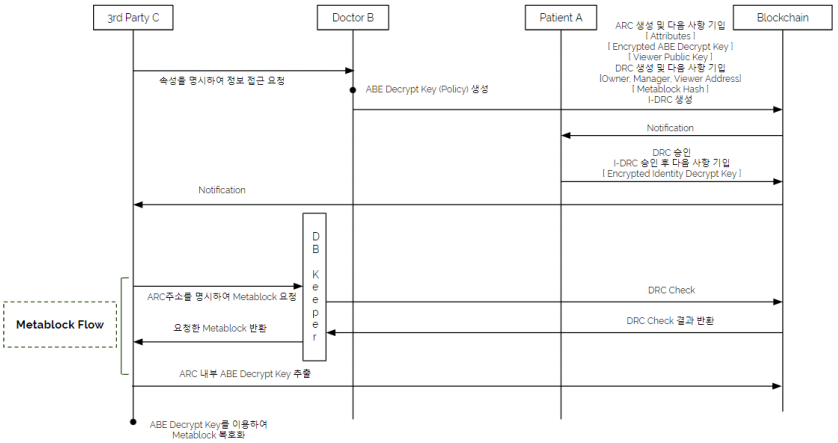 3rd Party C
Doctor B
Patient A
Blockchain
ARC 생성 및 다음 사항 기입
[ Attributes ]
[ Encrypted ABE Decrypt Key ]
[ Viewer Public Key ]
DRC 생성 및 다음 사항 기입
[Owner, Manager, Viewer Address]
[ Metablock Hash ]
I-DRC 생성
속성을 명시하여 정보 접근 요청
ABE Decrypt Key (Policy) 생성
Notification
DRC 승인
I-DRC 승인 후 다음 사항 기입
[ Encrypted Identity Decrypt Key ]
Notification
DB Keeper
ARC주소를 명시하여 Metablock 요청
DRC Check
Metablock Flow
요청한 Metablock 반환
DRC Check 결과 반환
ARC 내부 ABE Decrypt Key 추출
ABE Decrypt Key를 이용하여
Metablock 복호화